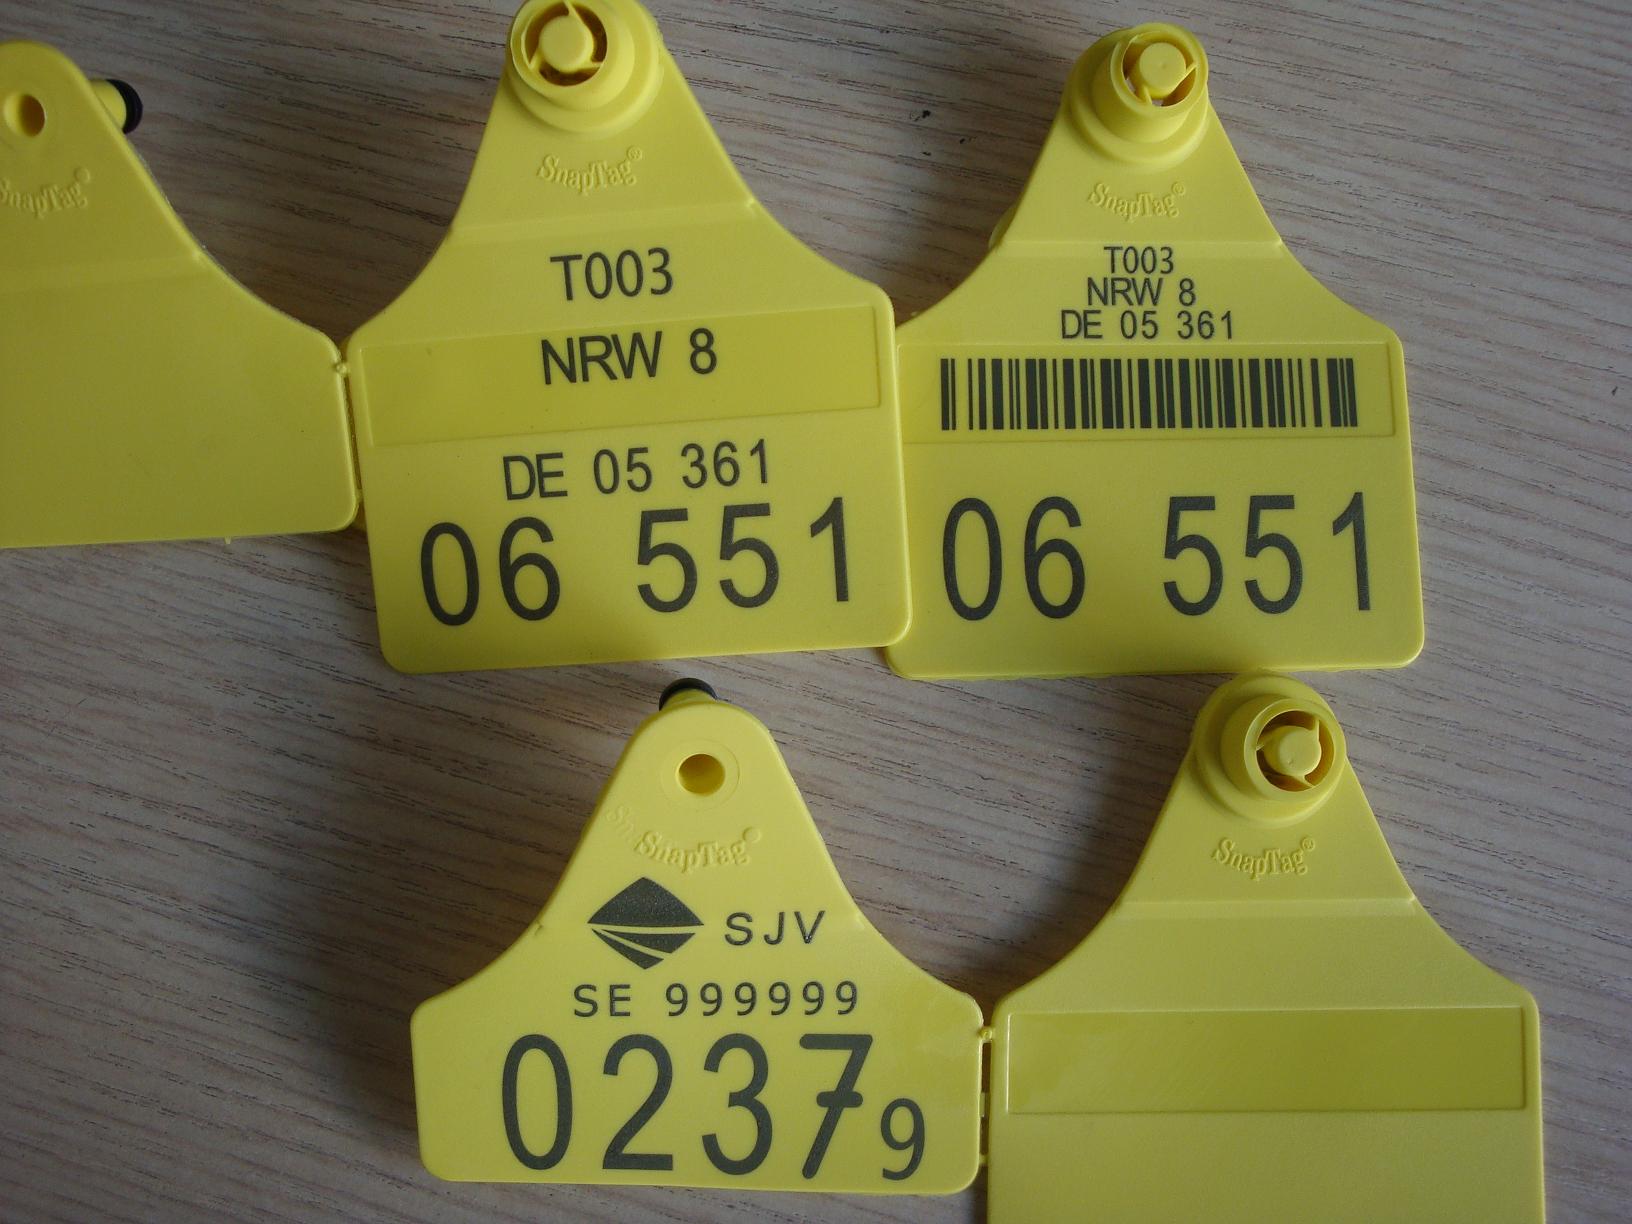 SnapTag®
SnapTag®
T003
NRW 8
DE 05 361
06 551
SnapTag®
T003
NRW 8
DE 05 361
06 551
SnapTag
SJV
SE 999999
02379
SnapTag®